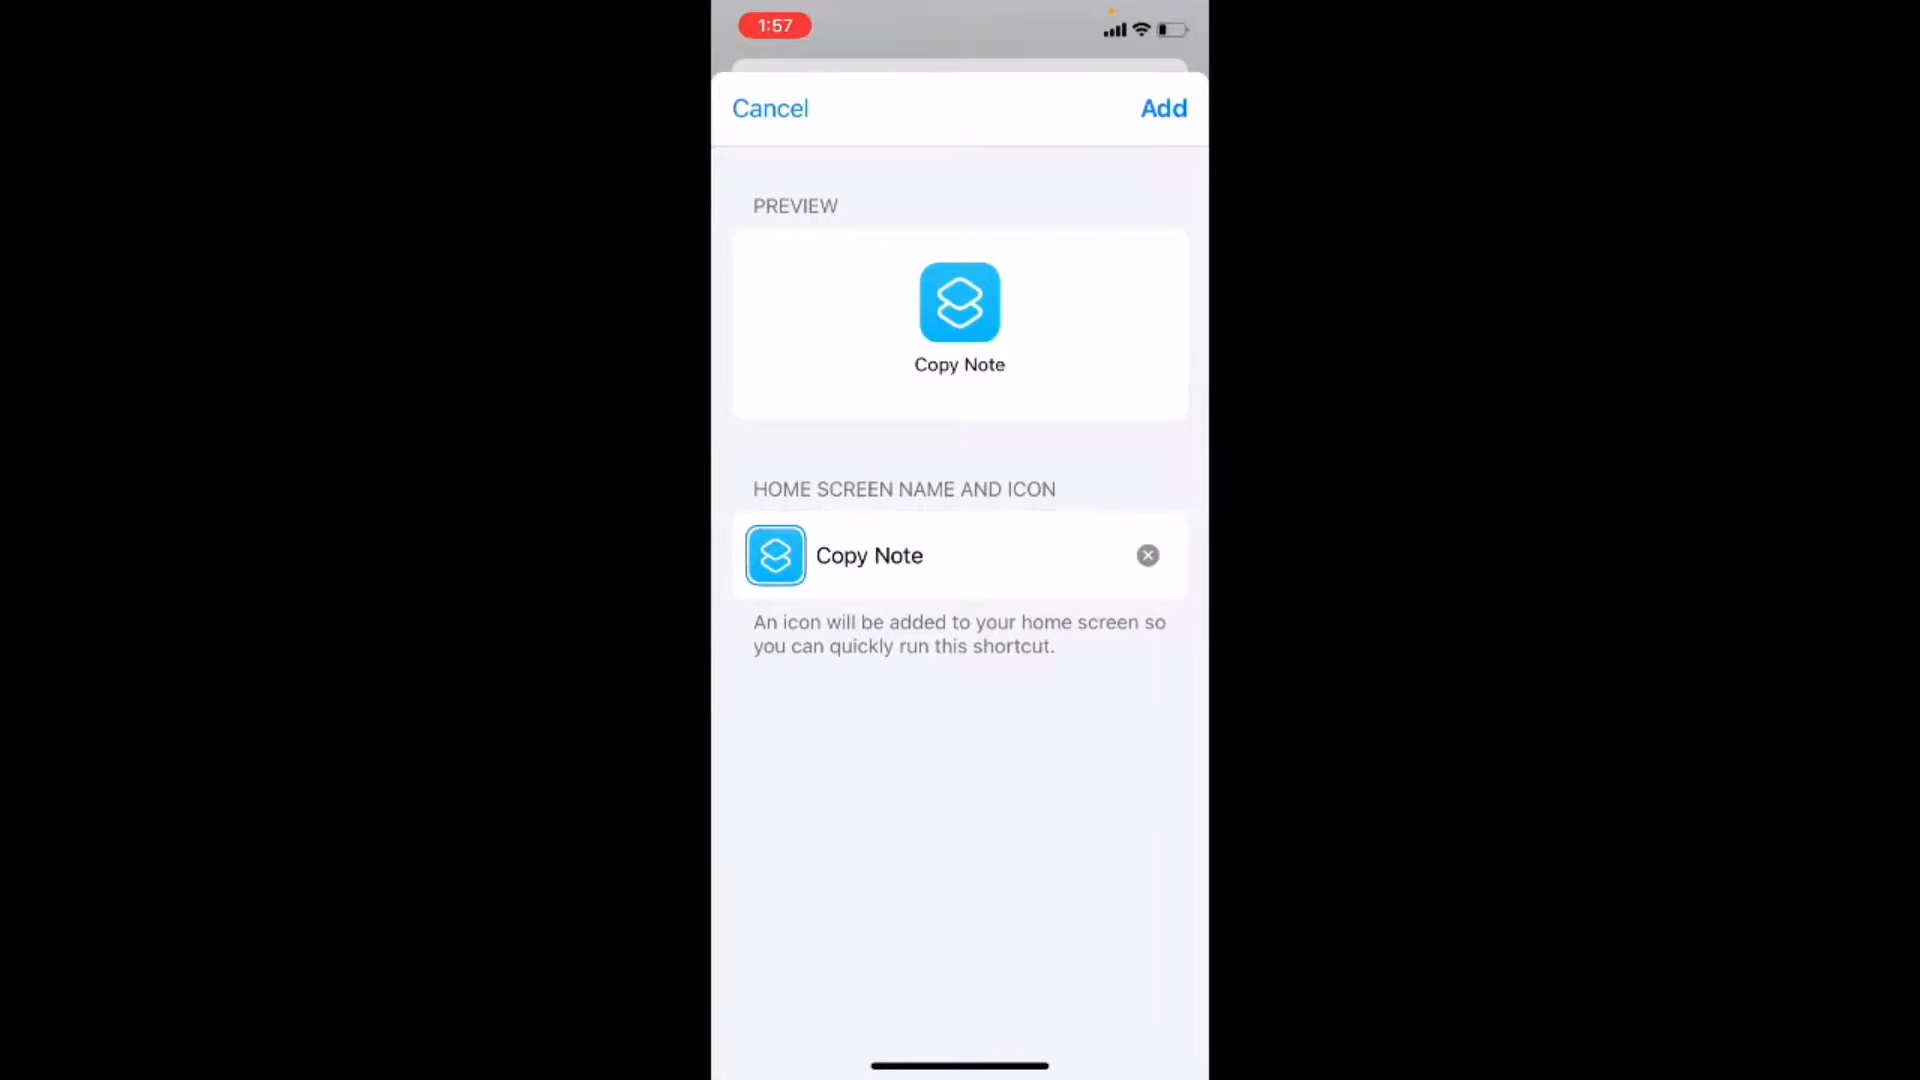 1:57
Cancel
Add
PREVIEW
Copy Note
HOME SCREEN NAME AND ICON
Copy Note
An icon will be added to your home screen so
you can quickly run this shortcut.